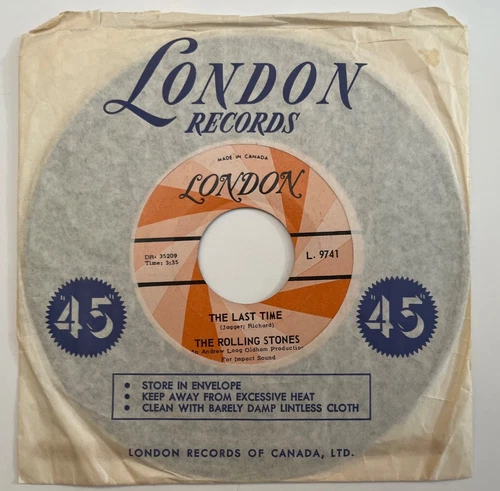 LONDON
RECORDS
MADE IN CANADA
LONDON
DR- 35209
Time: 3:35
L. 9741
THE LAST TIME
(Jagger; Richard)
THE ROLLING STONES
An Andrew Loog Oldham Production
For Impact Sound
"45"
"45"
• STORE IN ENVELOPE
• KEEP AWAY FROM EXCESSIVE HEAT
• CLEAN WITH BARELY DAMP LINTLESS CLOTH
LONDON RECORDS OF CANADA, LTD.